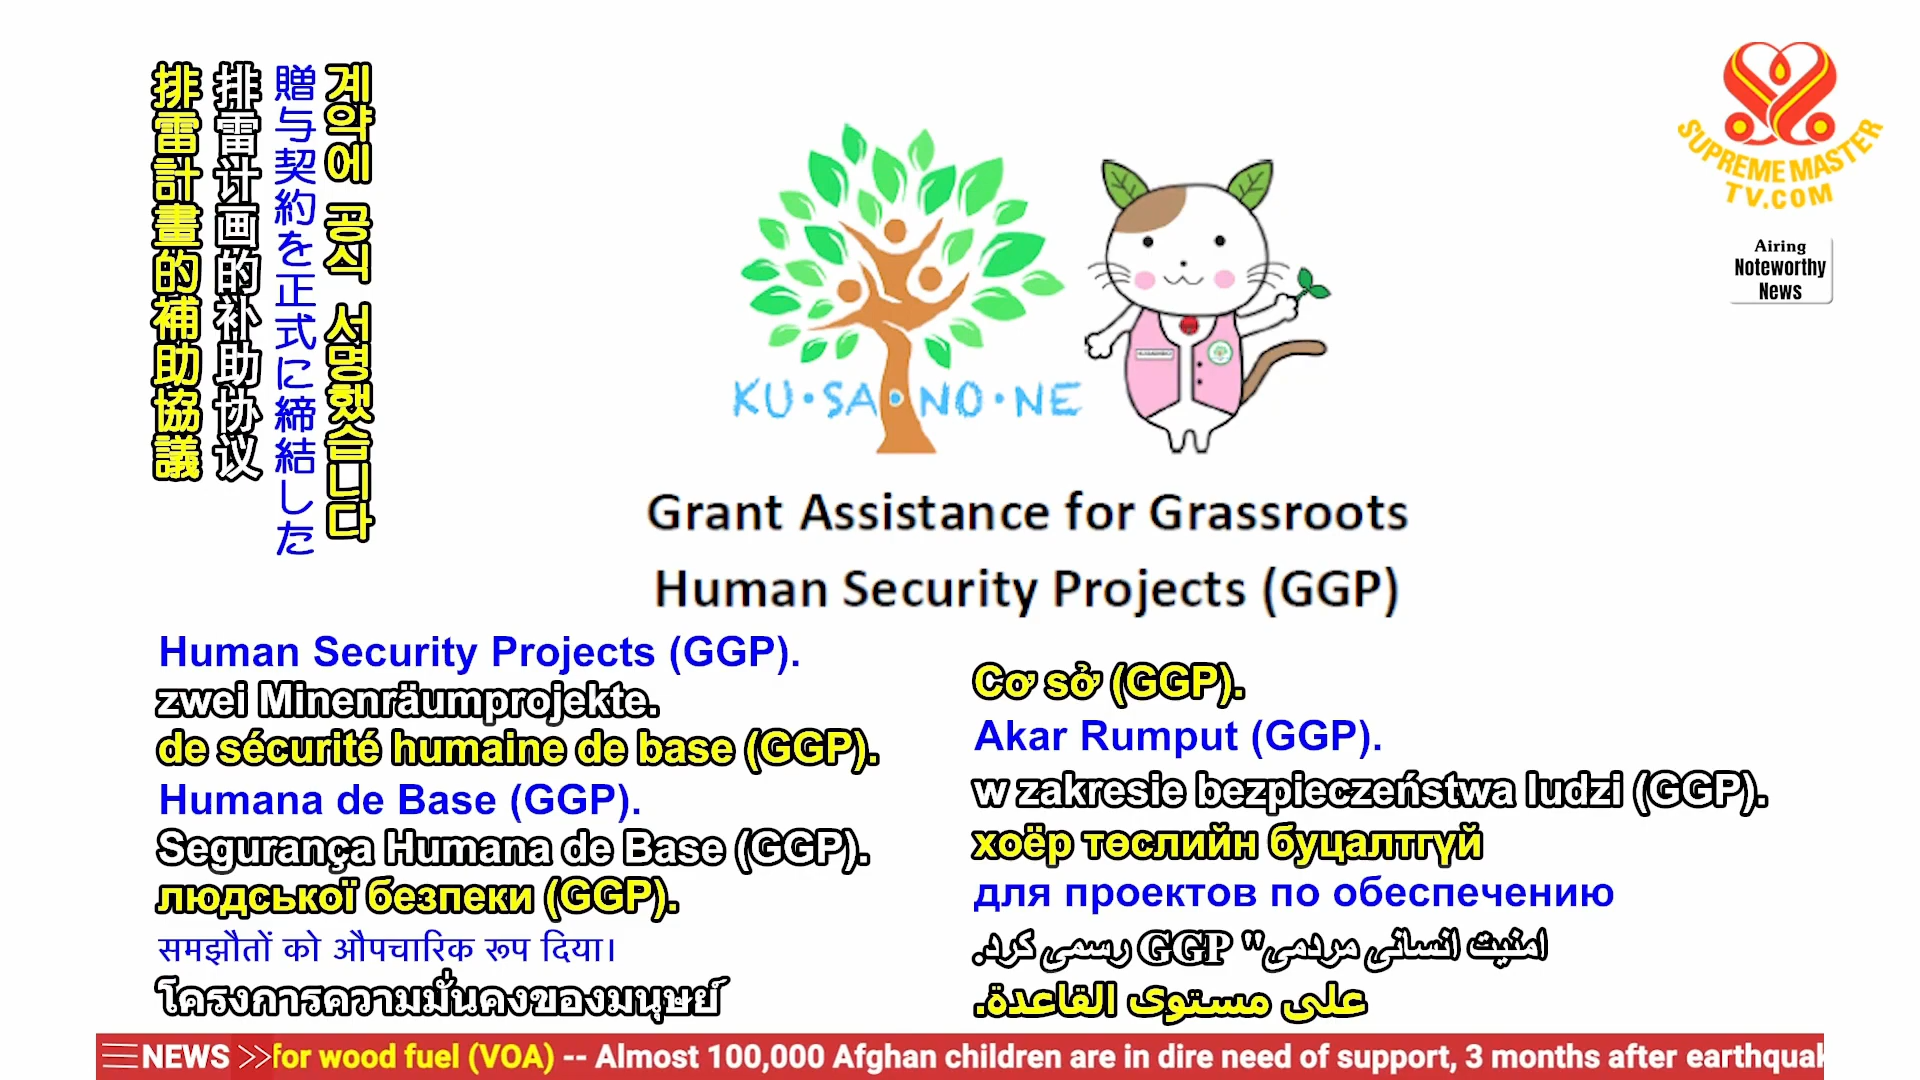 排雷計畫的補助協議
排雷计画的补助协议
贈与契約を正式に締結した
계약에 공식 서명했습니다
SUPREME MASTER
TV.COM
Airing
Noteworthy
News
KU・SA・NO・NE
Grant Assistance for Grassroots
Human Security Projects (GGP)
Human Security Projects (GGP).
zwei Minenräumprojekte.
de sécurité humaine de base (GGP).
Humana de Base (GGP).
Segurança Humana de Base (GGP).
людської безпеки (GGP).
समझौतों को औपचारिक रूप दिया।
โครงการความมั่นคงของมนุษย์
Cơ sở (GGP).
Akar Rumput (GGP).
w zakresie bezpieczeństwa ludzi (GGP).
хоёр төслийн буцалтгүй
для проектов по обеспечению
امنیت انسانی مردمی" GGP رسمی کرد.
على مستوى القاعدة.
NEWS >> for wood fuel (VOA) -- Almost 100,000 Afghan children are in dire need of support, 3 months after earthquak